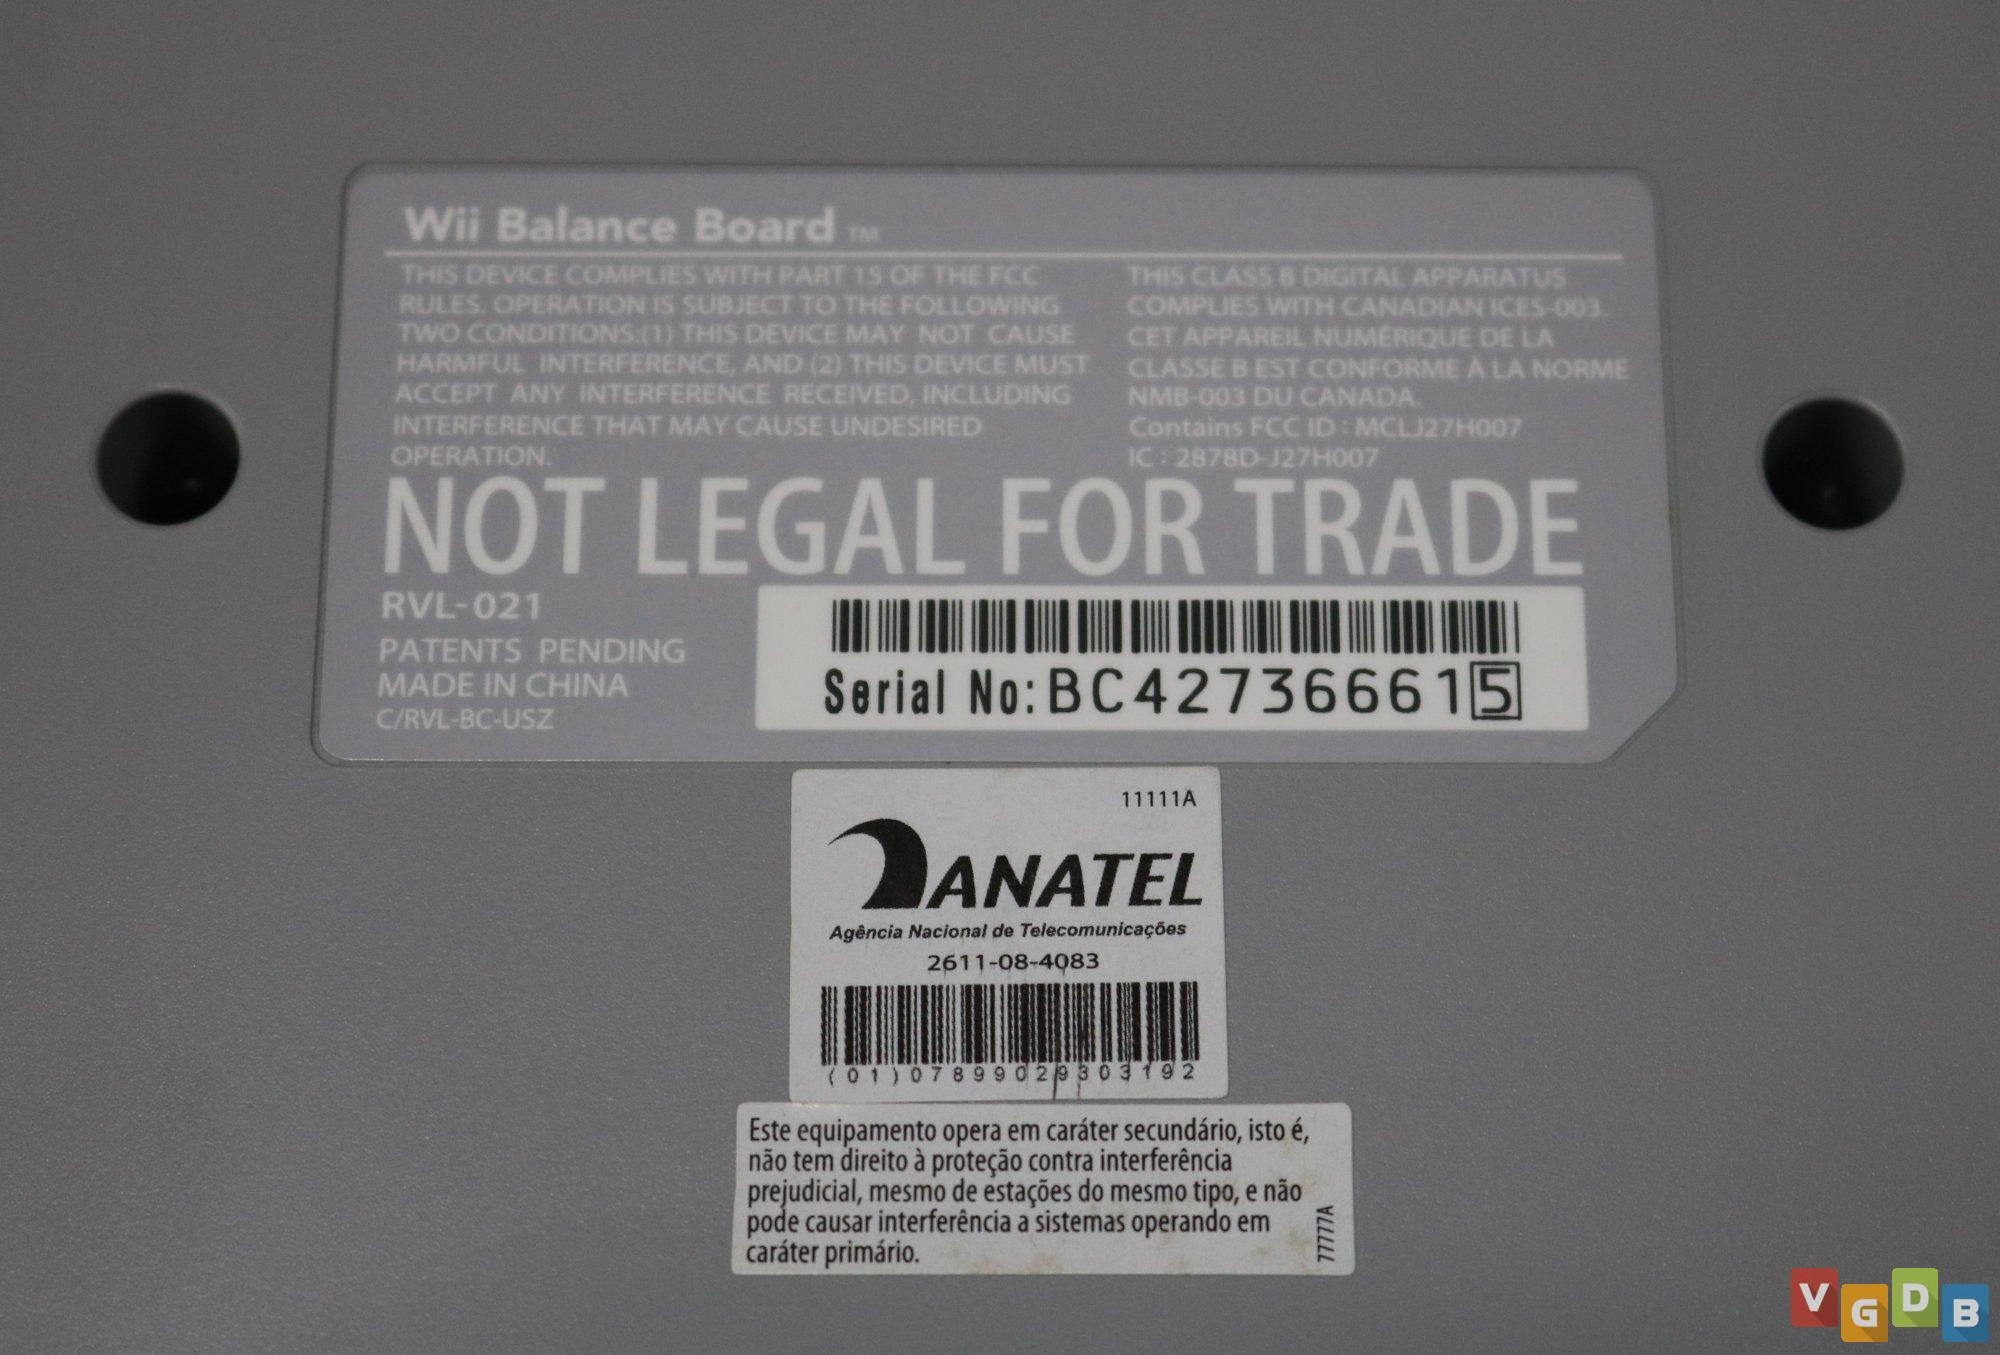 Wii Balance Board ™
THIS DEVICE COMPLIES WITH PART 15 OF THE FCC
RULES. OPERATION IS SUBJECT TO THE FOLLOWING
TWO CONDITIONS:(1) THIS DEVICE MAY NOT CAUSE
HARMFUL INTERFERENCE, AND (2) THIS DEVICE MUST
ACCEPT ANY INTERFERENCE RECEIVED, INCLUDING
INTERFERENCE THAT MAY CAUSE UNDESIRED
OPERATION.
THIS CLASS B DIGITAL APPARATUS
COMPLIES WITH CANADIAN ICES-003.
CET APPAREIL NUMÉRIQUE DE LA
CLASSE B EST CONFORME À LA NORME
NMB-003 DU CANADA.
Contains FCC ID : MCLJ27H007
IC : 2878D-J27H007
NOT LEGAL FOR TRADE
RVL-021
PATENTS PENDING
MADE IN CHINA
C/RVL-BC-USZ
Serial No:BC427366615
11111A
ANATEL
Agência Nacional de Telecomunicações
2611-08-4083
(01)07899029303192
Este equipamento opera em caráter secundário, isto é,
não tem direito à proteção contra interferência
prejudicial, mesmo de estações do mesmo tipo, e não
pode causar interferência a sistemas operando em
caráter primário.
77777A
VGDB